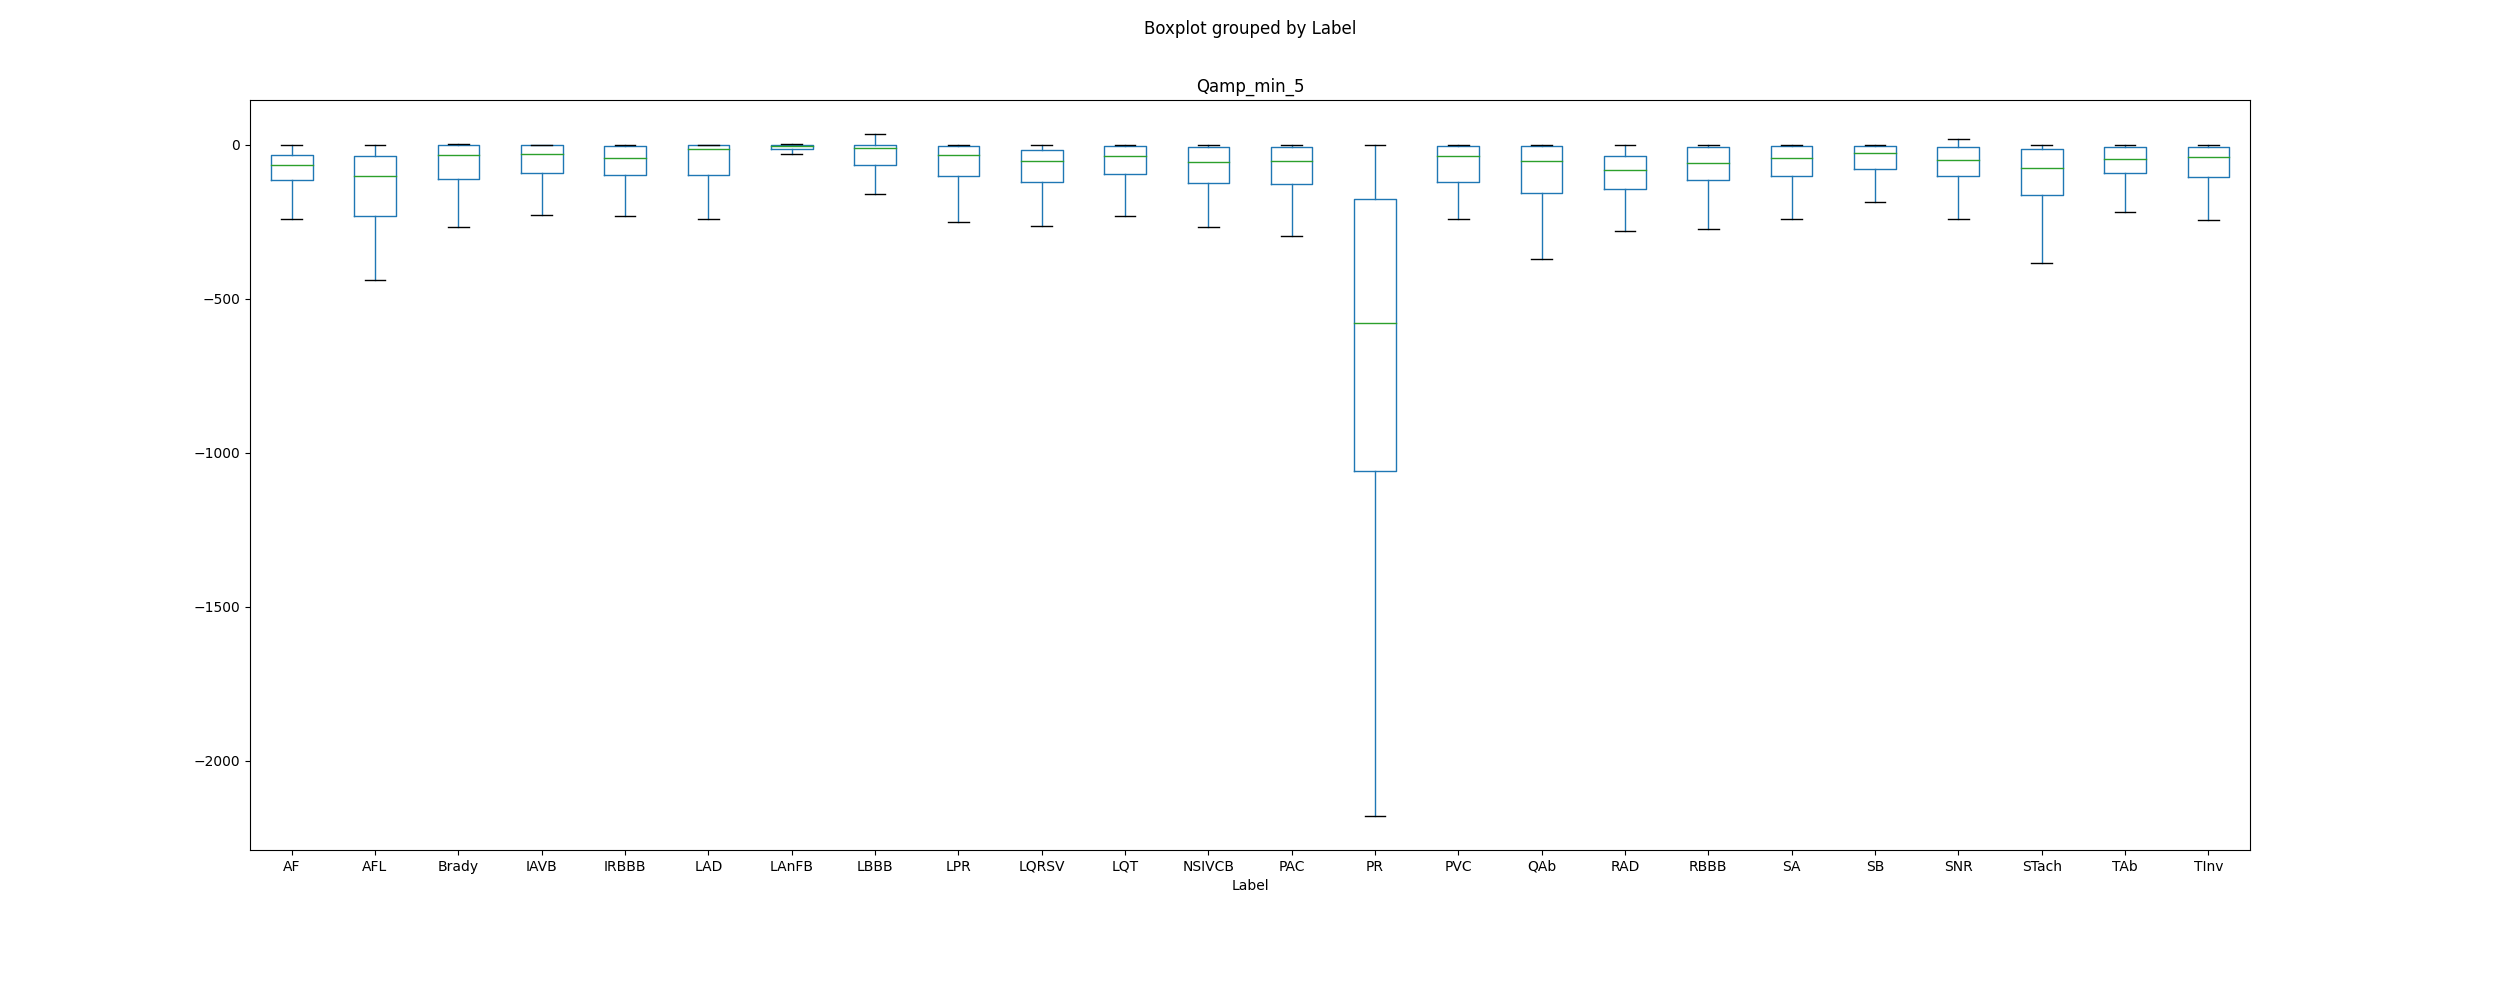 Boxplot grouped by Label
Qamp_min_5
0
−500
−1000
−1500
−2000
AF AFL Brady IAVB IRBBB LAD LAnFB LBBB LPR LQRSV LQT NSIVCB PAC PR PVC QAb RAD RBBB SA SB SNR STach TAb TInv
Label